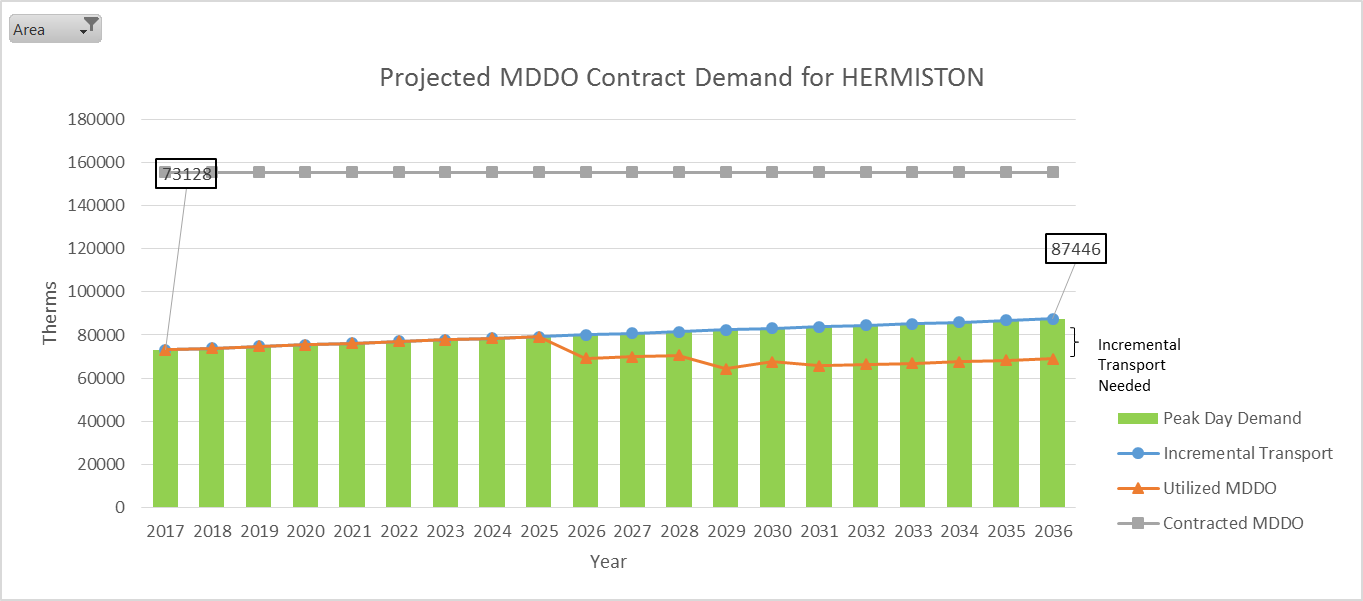 Area
Projected MDDO Contract Demand for HERMISTON
180000
160000
140000
120000
100000
80000
60000
40000
20000
0
Therms
73128
87446
Incremental
Transport
Needed
Peak Day Demand
Incremental Transport
Utilized MDDO
Contracted MDDO
2017 2018 2019 2020 2021 2022 2023 2024 2025 2026 2027 2028 2029 2030 2031 2032 2033 2034 2035 2036
Year